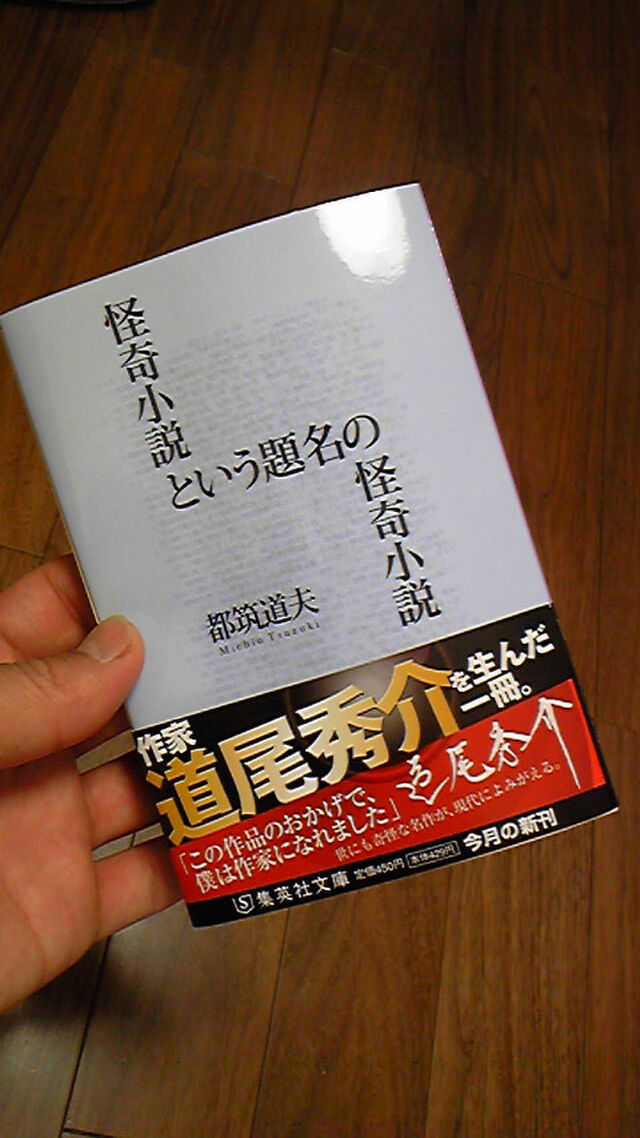 怪奇小説
という題名の
怪奇小説
都筑道夫
Michio Tsuzuki
作家
道尾秀介
を生んだ
一冊。
「この作品のおかげで、
僕は作家になれました」
道尾秀介
世にも奇怪な名作が、現代によみがえる。
S 集英社文庫 定価450円 本体429円 今月の新刊